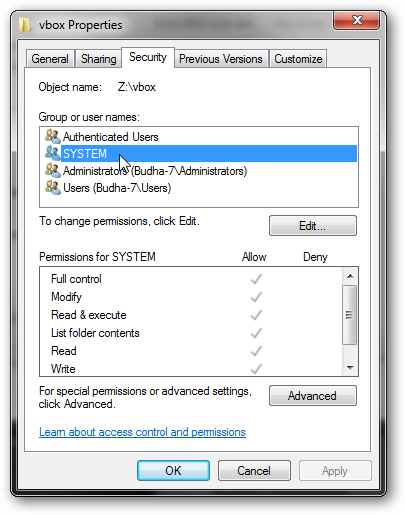 vbox Properties
General Sharing Security Previous Versions Customize
Object name: Z:\vbox
Group or user names:
Authenticated Users
SYSTEM
Administrators (Budha-7\Administrators)
Users (Budha-7\Users)
To change permissions, click Edit.
Edit...
Permissions for SYSTEM Allow Deny
Full control
Modify
Read & execute
List folder contents
Read
Write
For special permissions or advanced settings,
click Advanced.
Advanced
Learn about access control and permissions
OK Cancel Apply